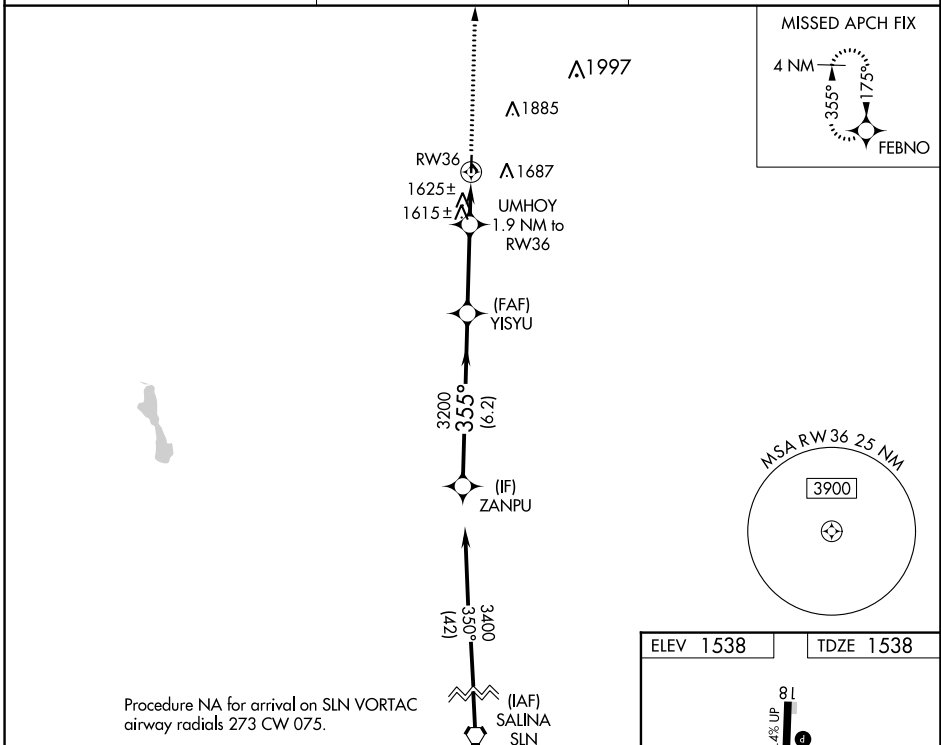 MISSED APCH FIX
4 NM
355°
175°
FEBNO
1997
1885
RW36
1687
1625±
1615±
UMHOY
1.9 NM to
RW36
(FAF)
YISYU
3200
355°
(6.2)
(IF)
ZANPU
MSA RW36 25 NM
3900
3400
350°
(42)
ELEV 1538
TDZE 1538
Procedure NA for arrival on SLN VORTAC
airway radials 273 CW 075.
(IAF)
SALINA
SLN
18
.4% UP
P